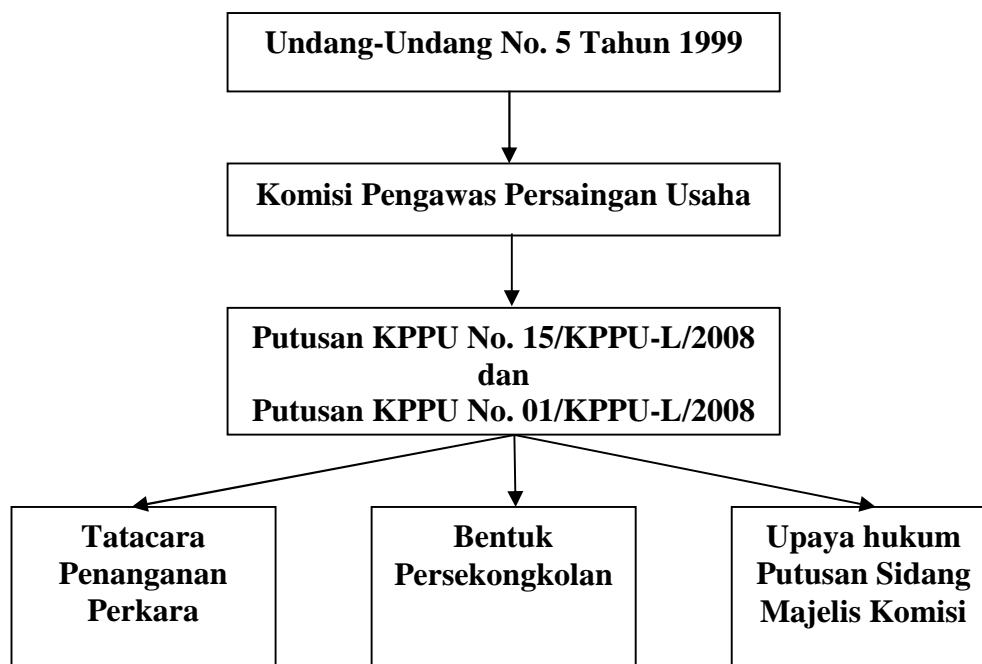 Undang-Undang No. 5 Tahun 1999
Komisi Pengawas Persaingan Usaha
Putusan KPPU No. 15/KPPU-L/2008
dan
Putusan KPPU No. 01/KPPU-L/2008
Tatacara
Penanganan
Perkara
Bentuk
Persekongkolan
Upaya hukum
Putusan Sidang
Majelis Komisi